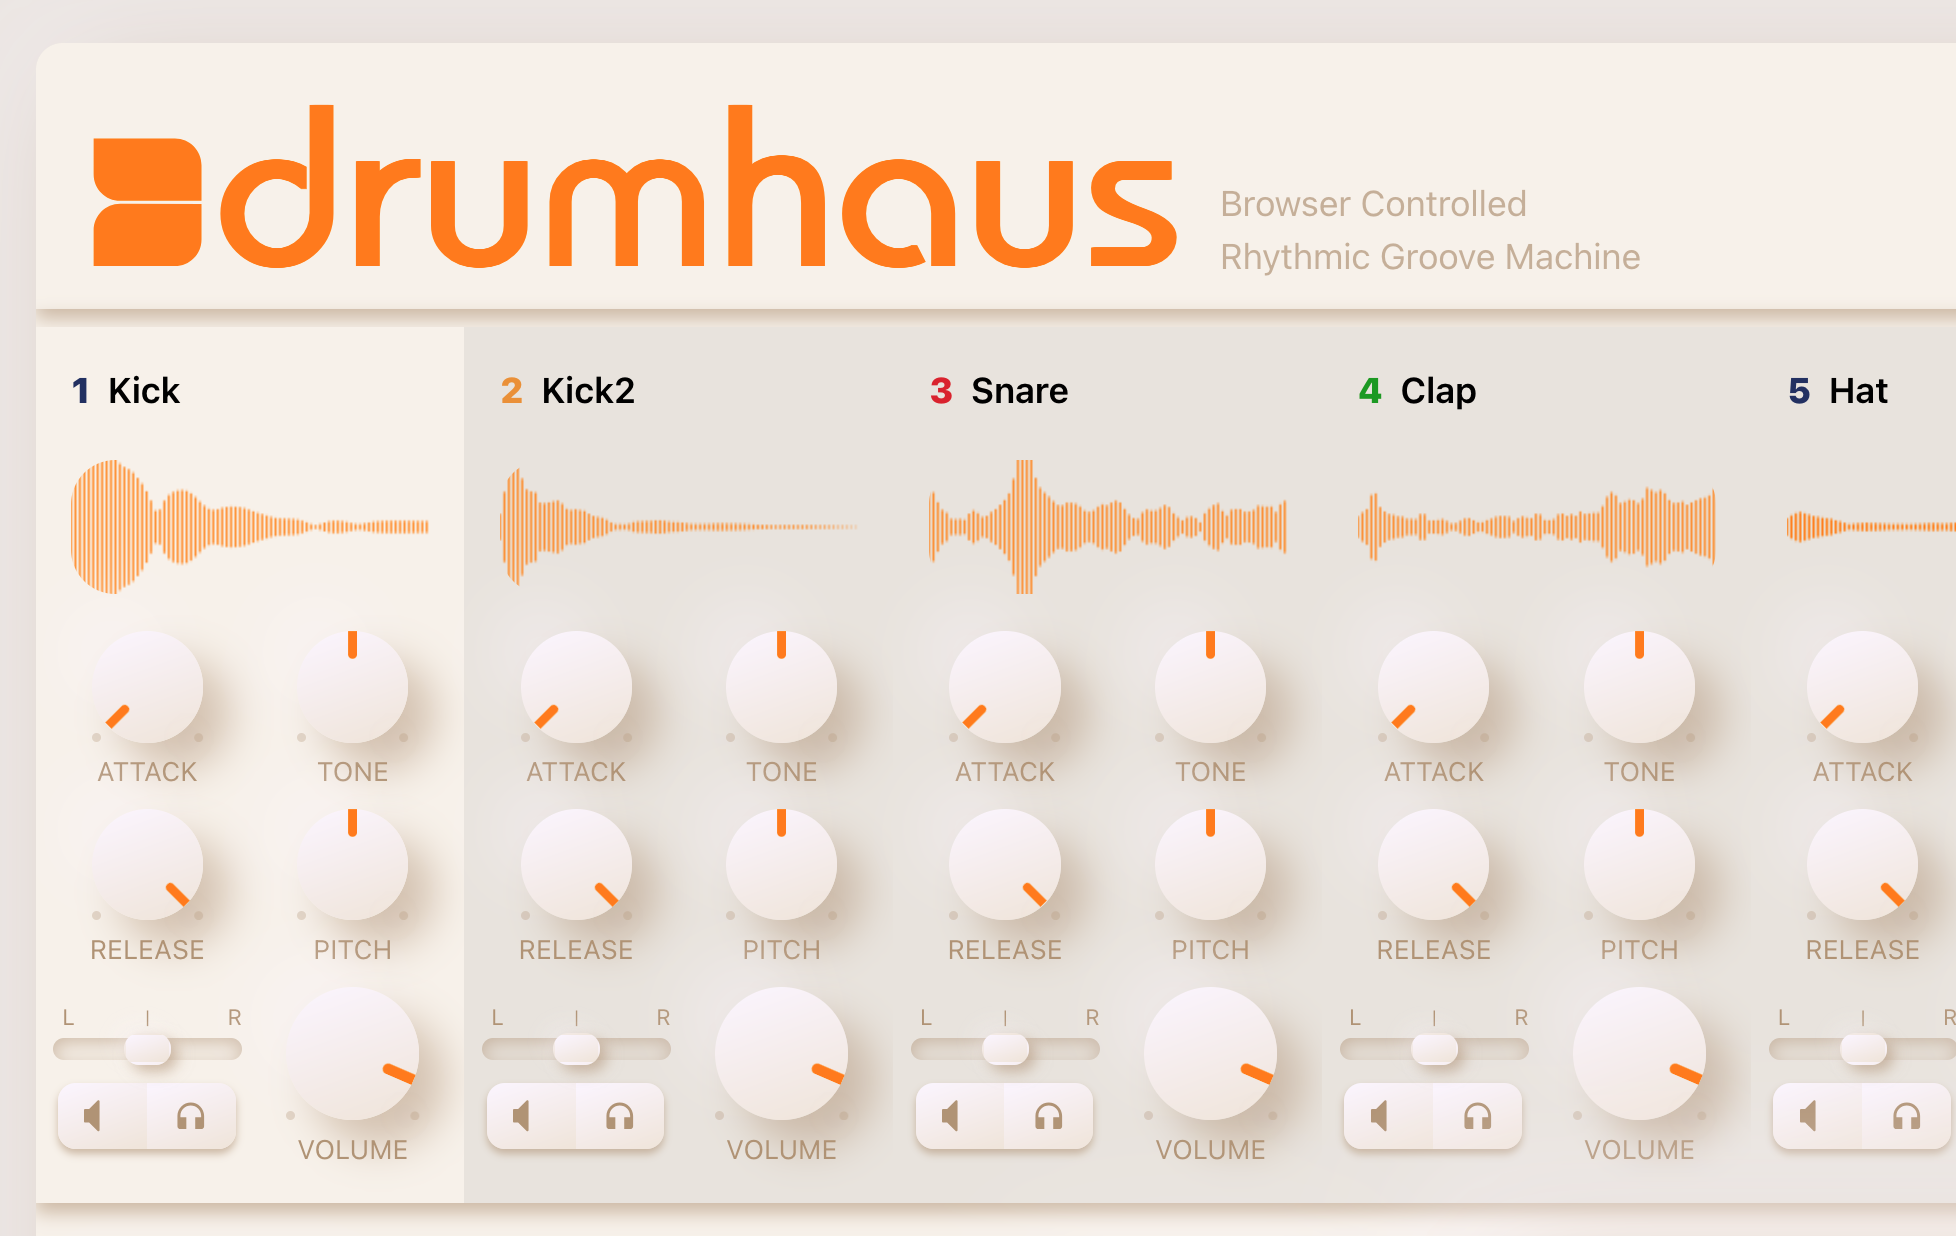 drumhaus
Browser Controlled
Rhythmic Groove Machine
1 Kick
2 Kick2
3 Snare
4 Clap
5 Hat
ATTACK TONE ATTACK TONE ATTACK TONE ATTACK TONE ATTACK
RELEASE PITCH RELEASE PITCH RELEASE PITCH RELEASE PITCH RELEASE
L R L R L R L R L R
VOLUME VOLUME VOLUME VOLUME